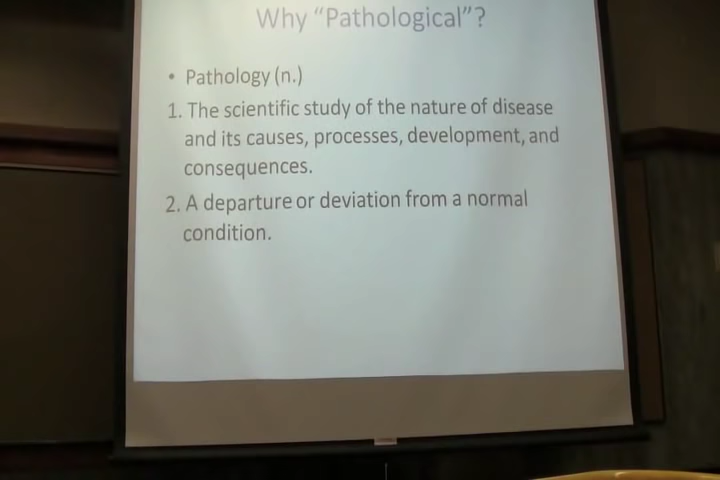 Why “Pathological”?
• Pathology (n.)
1. The scientific study of the nature of disease
and its causes, processes, development, and
consequences.
2. A departure or deviation from a normal
condition.